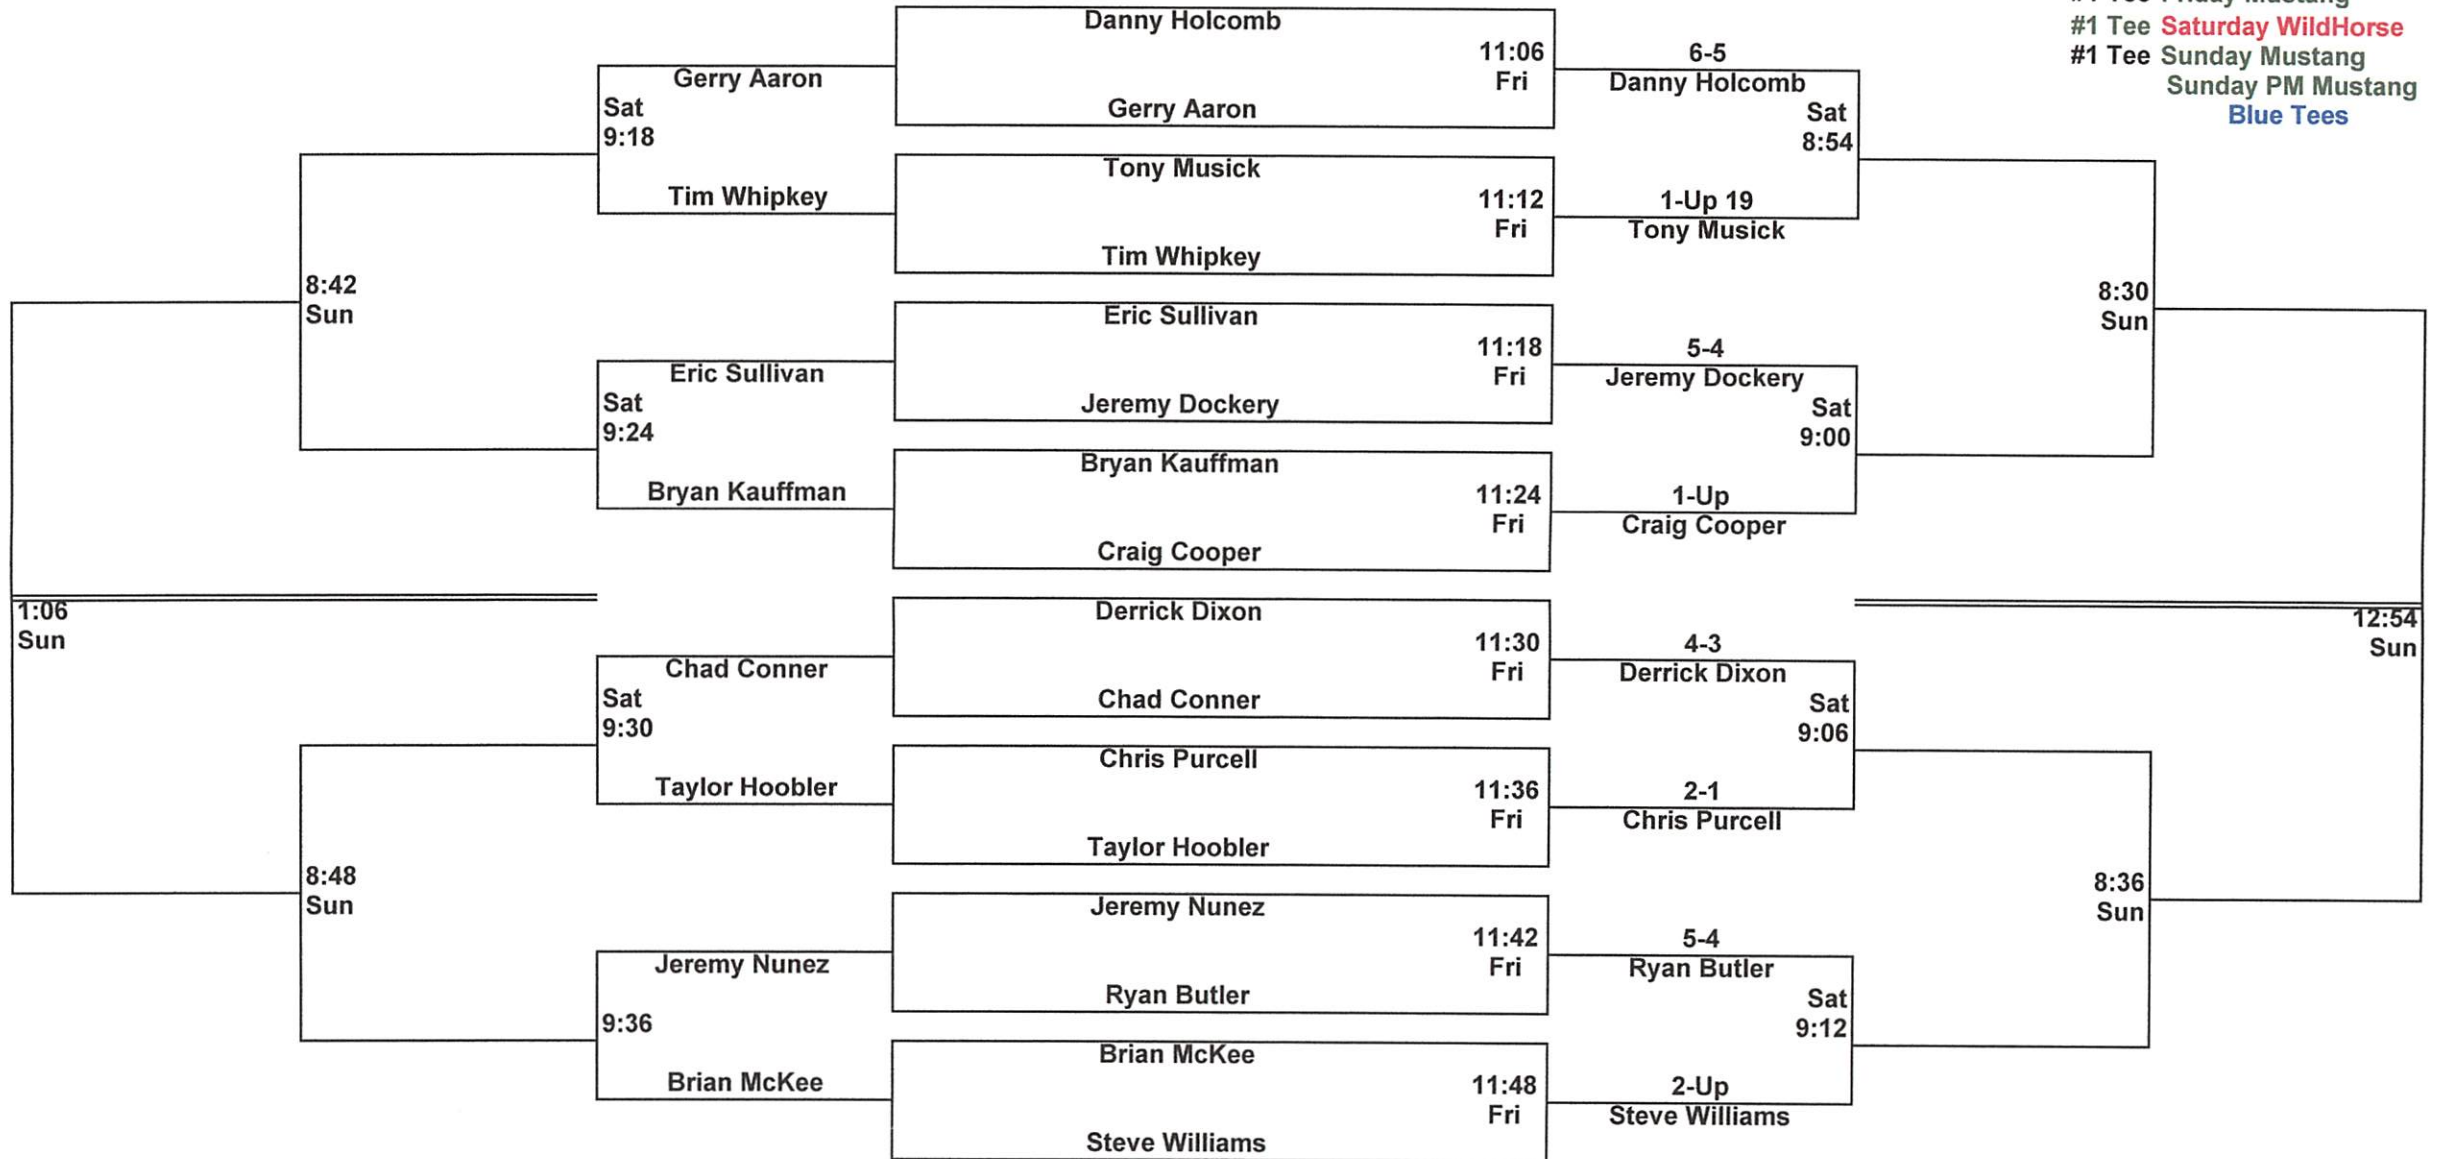 #1 Tee Friday Mustang
#1 Tee Saturday WildHorse
#1 Tee Sunday Mustang
Sunday PM Mustang
Blue Tees
Danny Holcomb
11:06
Fri
Gerry Aaron
Tony Musick
11:12
Fri
Tim Whipkey
Eric Sullivan
11:18
Fri
Jeremy Dockery
Bryan Kauffman
11:24
Fri
Craig Cooper
Derrick Dixon
11:30
Fri
Chad Conner
Chris Purcell
11:36
Fri
Taylor Hoobler
Jeremy Nunez
11:42
Fri
Ryan Butler
Brian McKee
11:48
Fri
Steve Williams
Gerry Aaron
Sat
9:18
Tim Whipkey
Eric Sullivan
Sat
9:24
Bryan Kauffman
Chad Conner
Sat
9:30
Taylor Hoobler
Jeremy Nunez
9:36
Brian McKee
8:42
Sun
8:48
Sun
1:06
Sun
6-5
Danny Holcomb
Sat
8:54
1-Up 19
Tony Musick
5-4
Jeremy Dockery
Sat
9:00
1-Up
Craig Cooper
4-3
Derrick Dixon
Sat
9:06
2-1
Chris Purcell
5-4
Ryan Butler
Sat
9:12
2-Up
Steve Williams
8:30
Sun
8:36
Sun
12:54
Sun